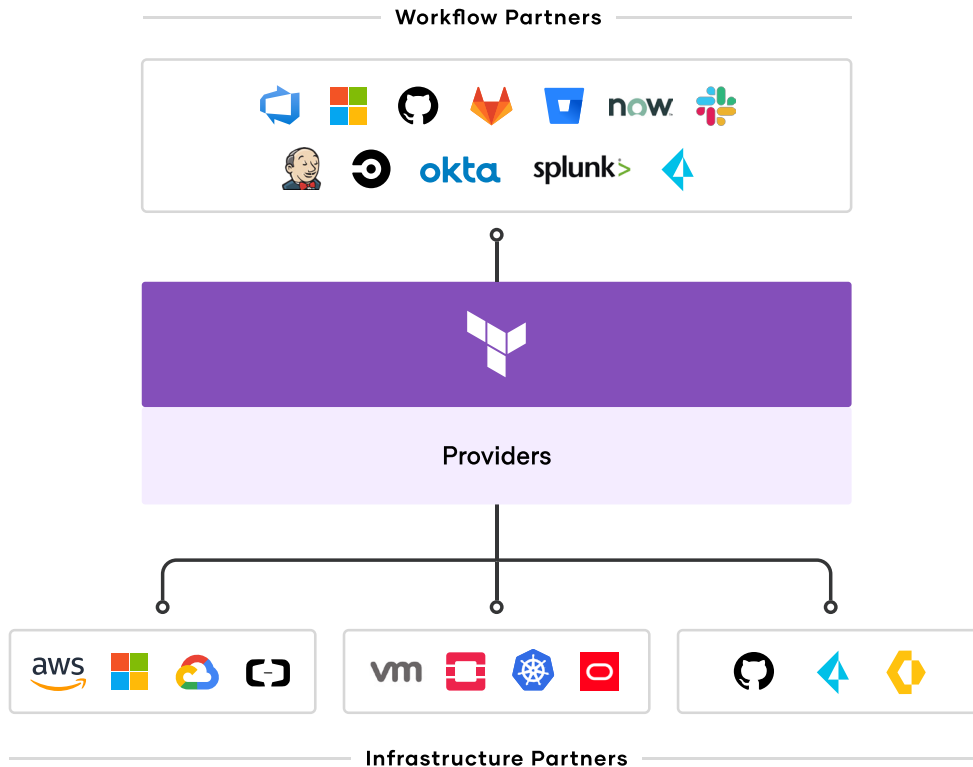 Workflow Partners
now
okta
splunk>
Providers
aws
vm
Infrastructure Partners